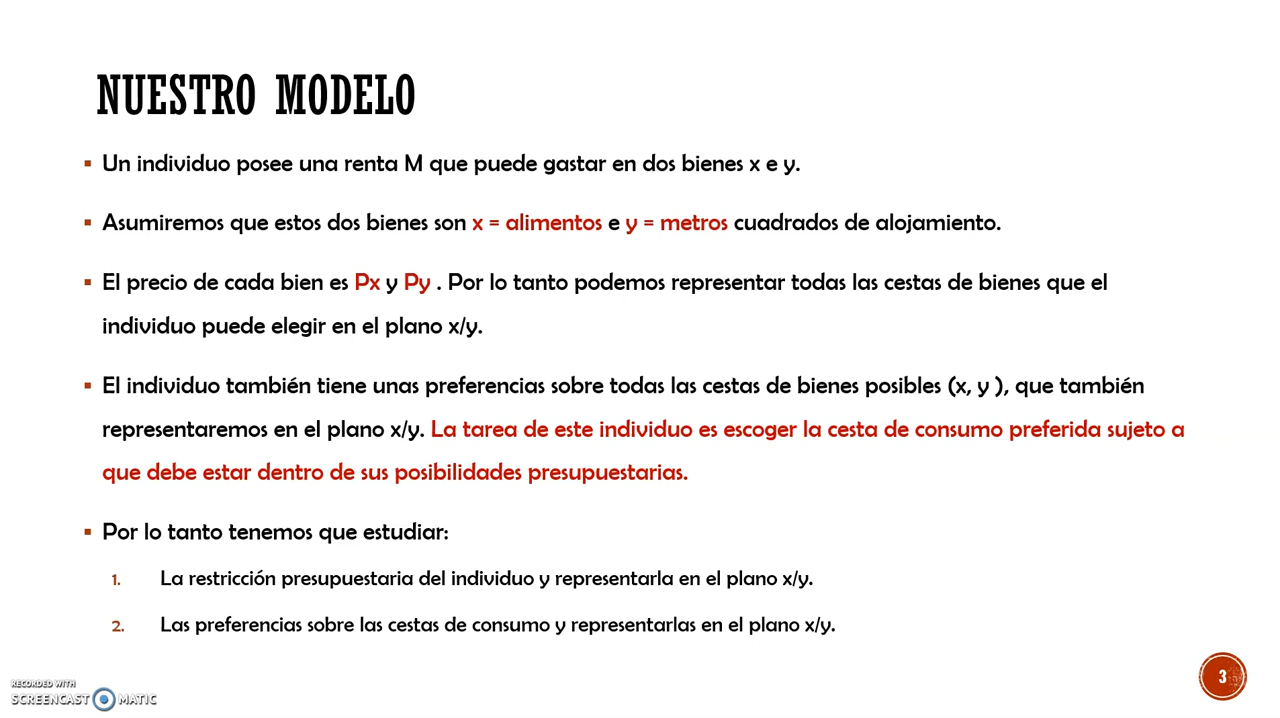 NUESTRO MODELO
▪ Un individuo posee una renta M que puede gastar en dos bienes x e y.
▪ Asumiremos que estos dos bienes son x = alimentos e y = metros cuadrados de alojamiento.
▪ El precio de cada bien es Px y Py . Por lo tanto podemos representar todas las cestas de bienes que el
individuo puede elegir en el plano x/y.
▪ El individuo también tiene unas preferencias sobre todas las cestas de bienes posibles (x, y ), que también
representaremos en el plano x/y. La tarea de este individuo es escoger la cesta de consumo preferida sujeto a
que debe estar dentro de sus posibilidades presupuestarias.
▪ Por lo tanto tenemos que estudiar:
1. La restricción presupuestaria del individuo y representarla en el plano x/y.
2. Las preferencias sobre las cestas de consumo y representarlas en el plano x/y.
3
RECORDED WITH
SCREENCAST MATIC